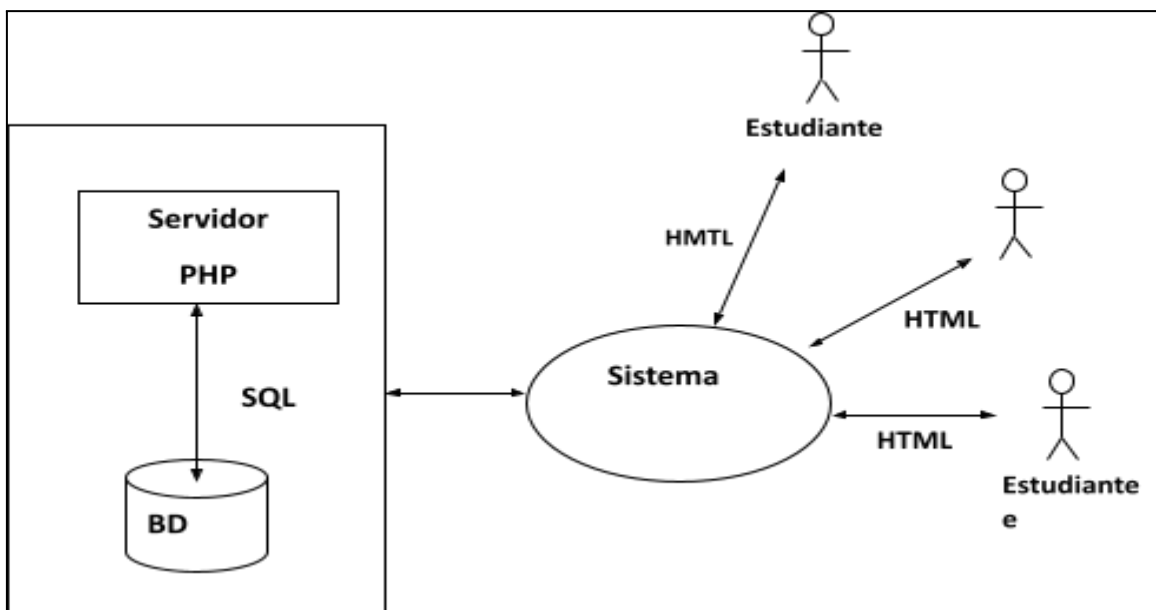 Estudiante
Servidor
PHP
HMTL
HTML
Sistema
SQL
HTML
Estudiante
e
BD